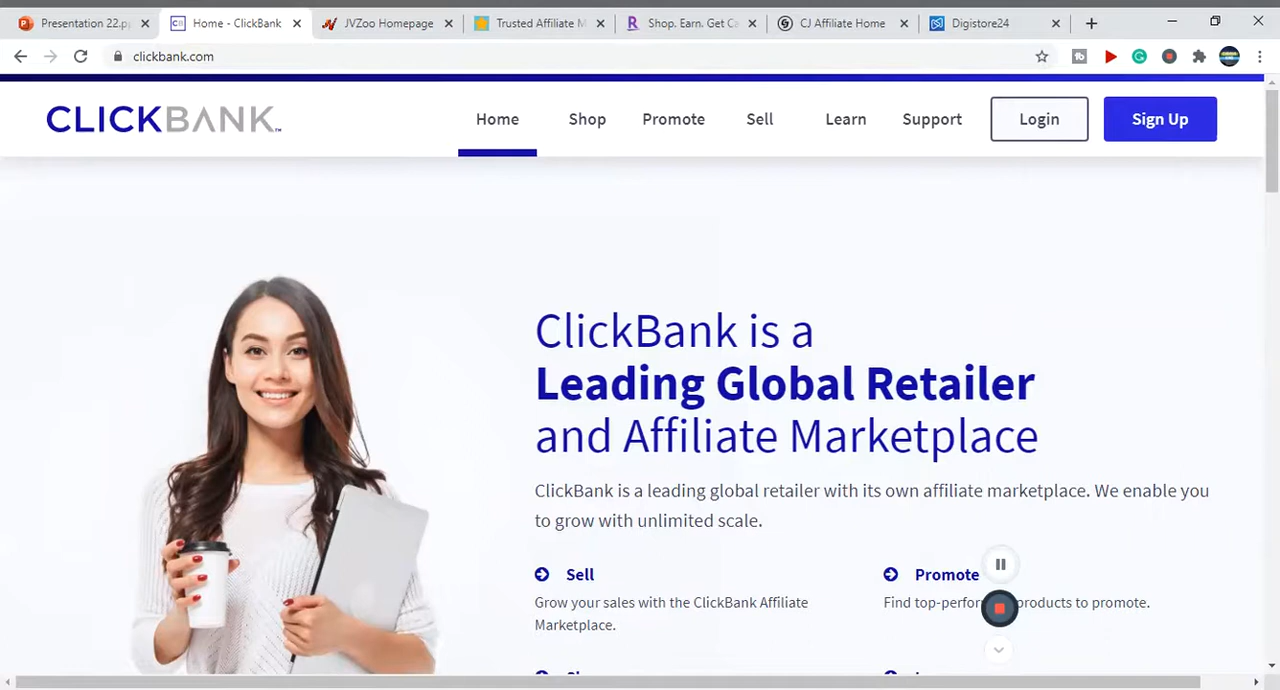 Presentation 22.p
Home - ClickBank
JVZoo Homepage
Trusted Affiliate M
Shop. Earn. Get Ca
CJ Affiliate Home
Digistore24
clickbank.com
CLICKBANK
Home
Shop
Promote
Sell
Learn
Support
Login
Sign Up
ClickBank is a
Leading Global Retailer
and Affiliate Marketplace
ClickBank is a leading global retailer with its own affiliate marketplace. We enable you
to grow with unlimited scale.
Sell
Promote
Grow your sales with the ClickBank Affiliate
Marketplace.
Find top-perfor products to promote.